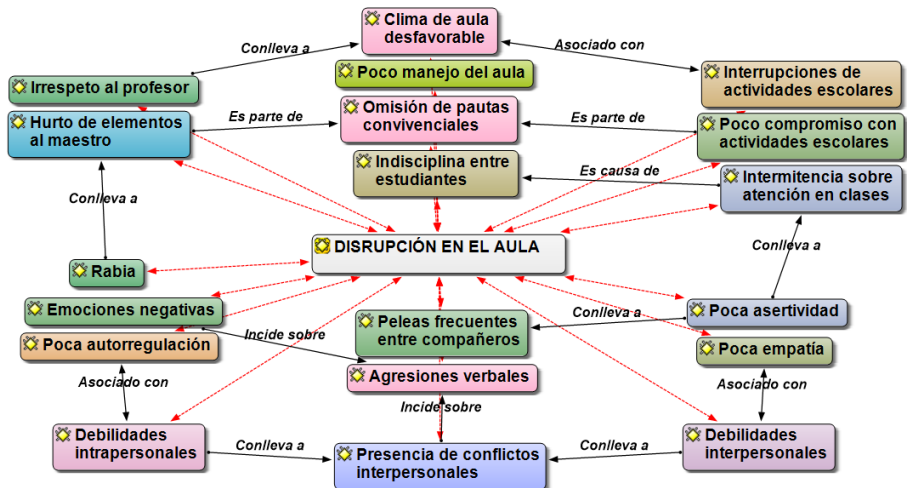 Clima de aula
desfavorable
Conlleva a
Asociado con
Irrespeto al profesor
Poco manejo del aula
Interrupciones de
actividades escolares
Hurto de elementos
al maestro
Es parte de
Omisión de pautas
convivenciales
Es parte de
Poco compromiso con
actividades escolares
Indisciplina entre
estudiantes
Es causa de
Intermitencia sobre
atención en clases
Conlleva a
DISRUPCIÓN EN EL AULA
Conlleva a
Rabia
Emociones negativas
Peleas frecuentes
entre compañeros
Conlleva a
Poca asertividad
Poca autorregulación
Incide sobre
Poca empatía
Agresiones verbales
Asociado con
Incide sobre
Asociado con
Debilidades
intrapersonales
Conlleva a
Presencia de conflictos
interpersonales
Conlleva a
Debilidades
interpersonales